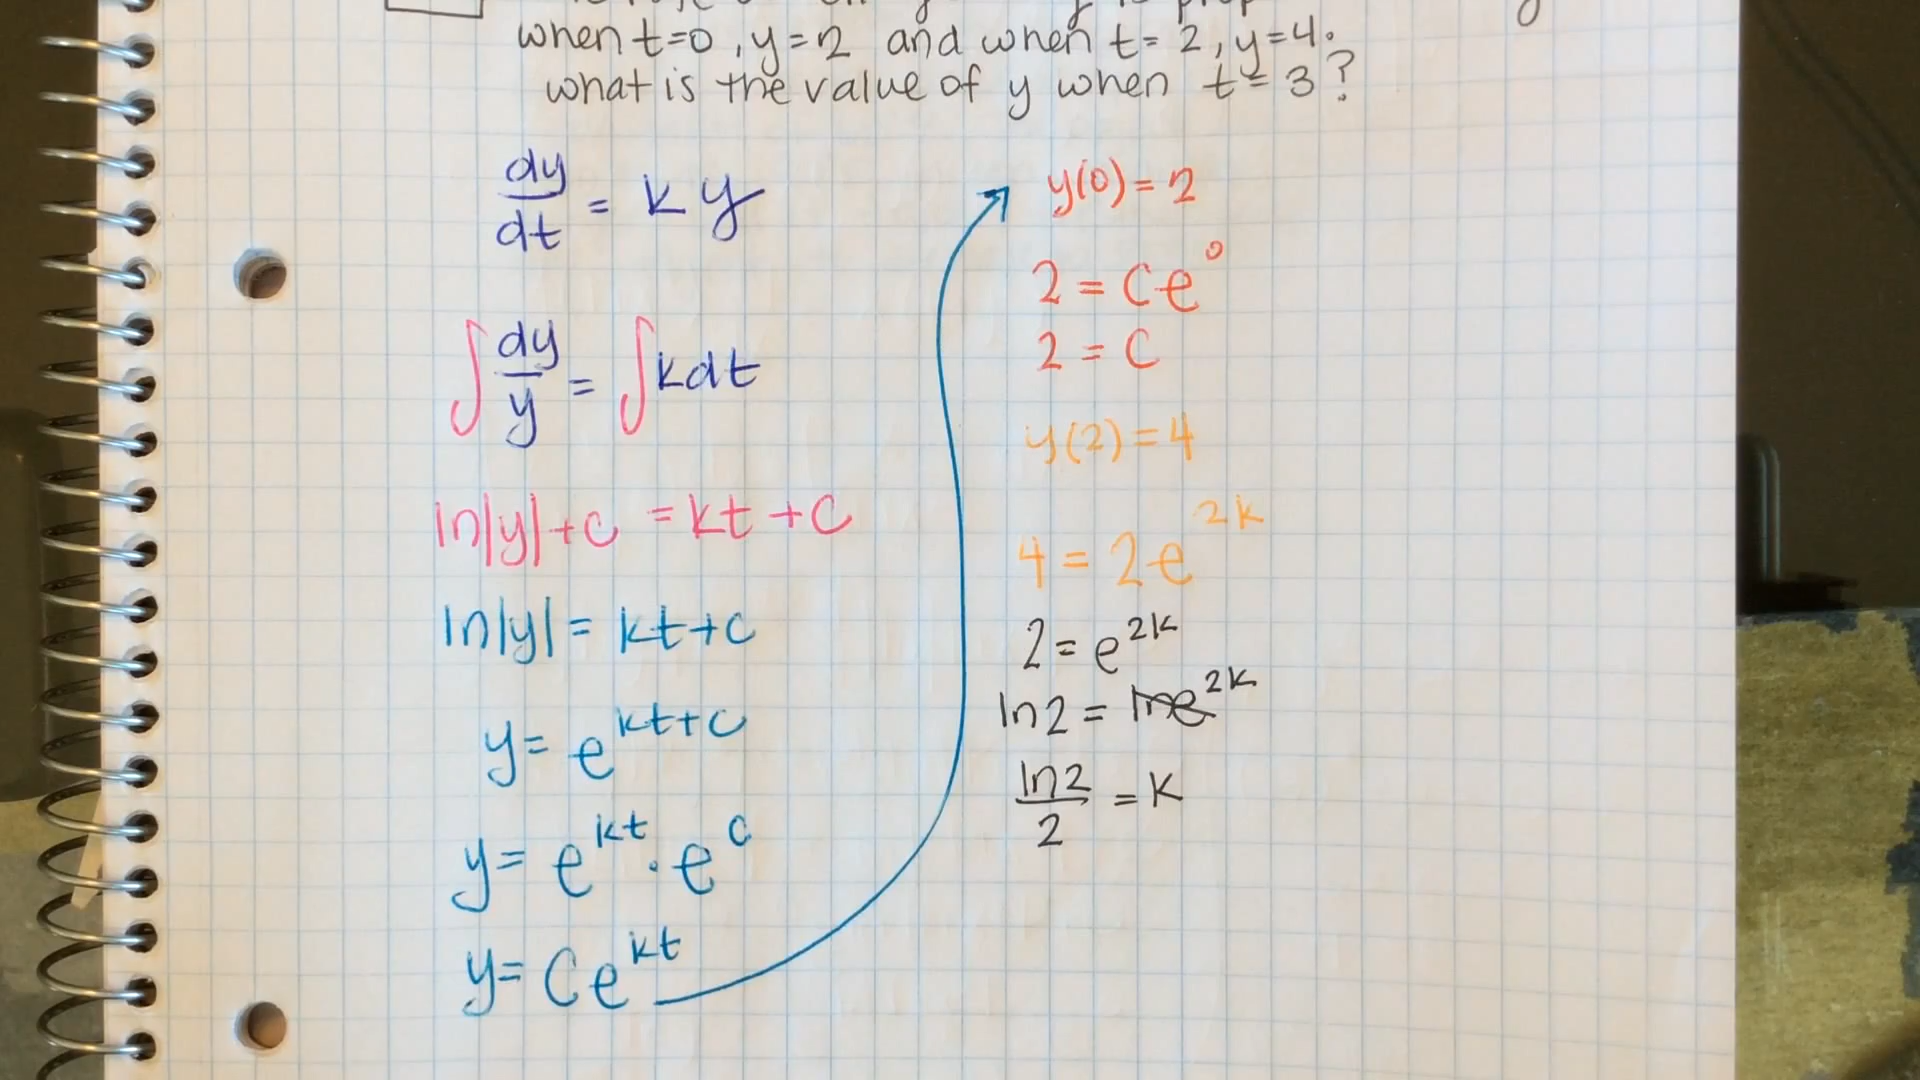 when t=0, y=2 and when t=2, y=4.
what is the value of y when t=3?
dy/dt = ky
∫ dy/y = ∫ kdt
ln|y|+c = kt+c
ln|y| = kt+c
y = e^(kt+c)
y = e^(kt) · e^c
y = Ce^(kt)
y(0)=2
2 = Ce^0
2 = C
y(2)=4
4 = 2e^(2k)
2 = e^(2k)
ln2 = lne^(2k)
ln2/2 = k